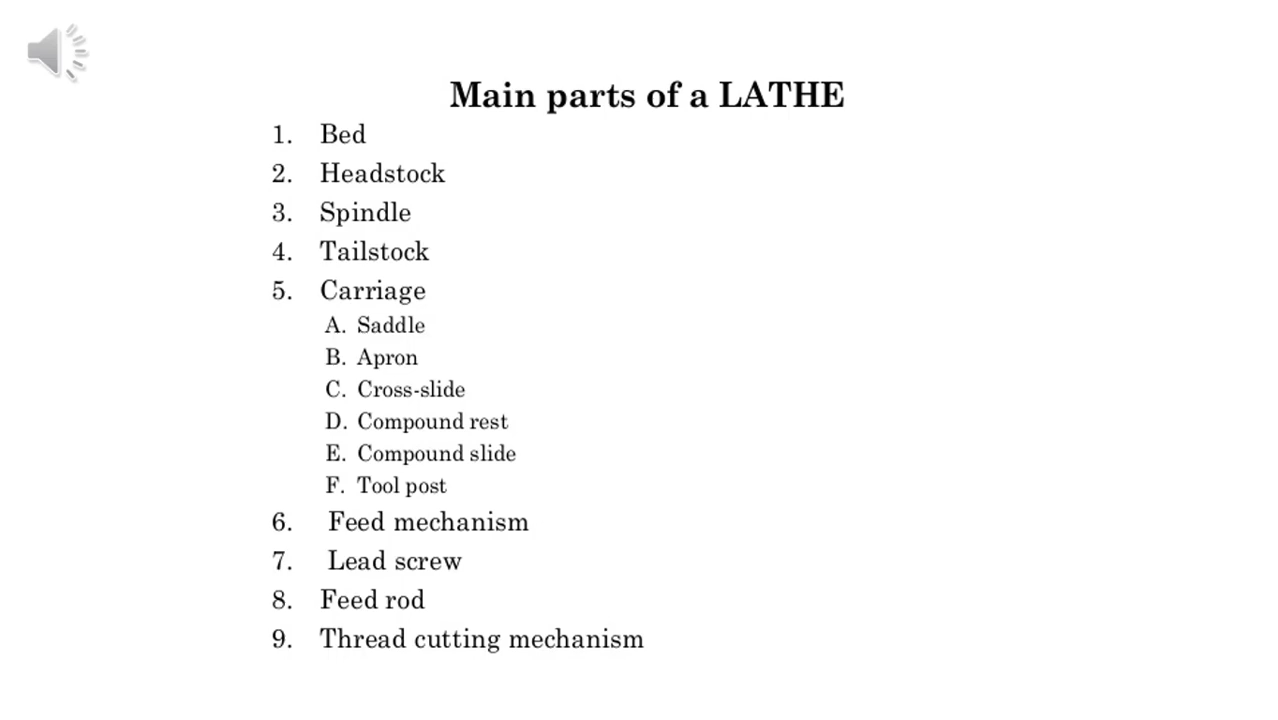 Main parts of a LATHE
1. Bed
2. Headstock
3. Spindle
4. Tailstock
5. Carriage
A. Saddle
B. Apron
C. Cross-slide
D. Compound rest
E. Compound slide
F. Tool post
6. Feed mechanism
7. Lead screw
8. Feed rod
9. Thread cutting mechanism